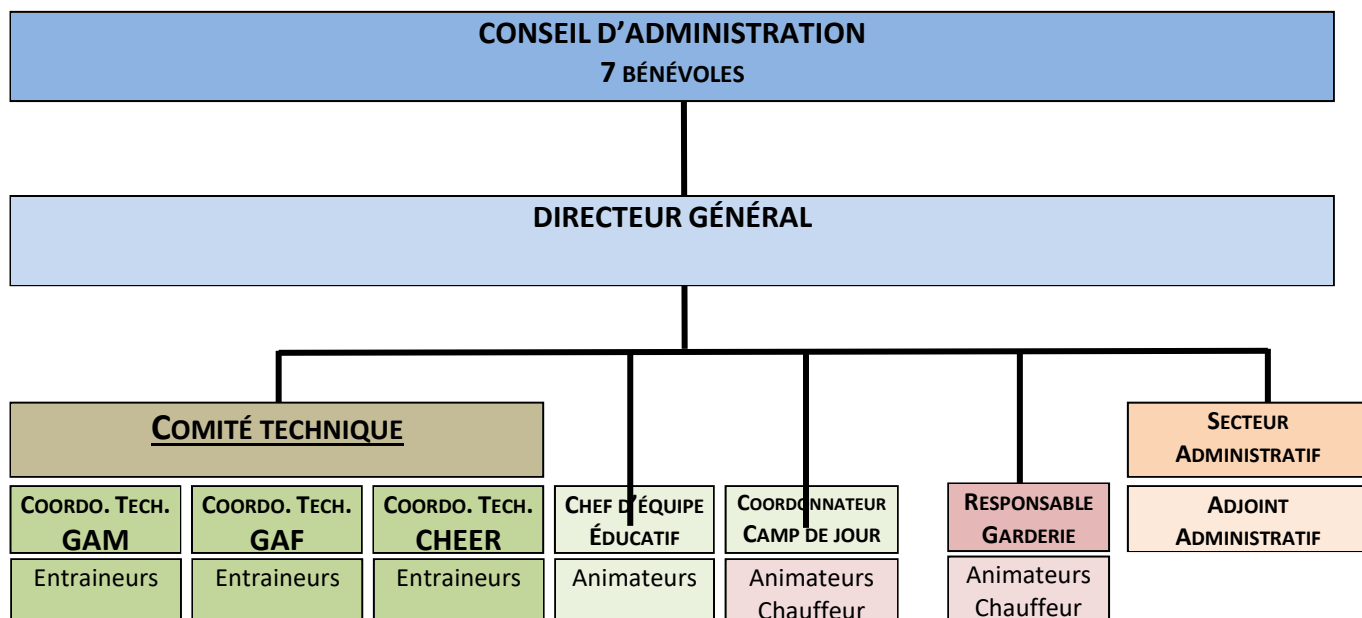 CONSEIL D'ADMINISTRATION
7 BÉNÉVOLES
DIRECTEUR GÉNÉRAL
COMITÉ TECHNIQUE
SECTEUR
ADMINISTRATIF
COORDO. TECH.
GAM
COORDO. TECH.
GAF
COORDO. TECH.
CHEER
CHEF D'ÉQUIPE
ÉDUCATIF
COORDONNATEUR
CAMP DE JOUR
RESPONSABLE
GARDERIE
ADJOINT
ADMINISTRATIF
Entraineurs
Entraineurs
Entraineurs
Animateurs
Animateurs
Chauffeur
Animateurs
Chauffeur